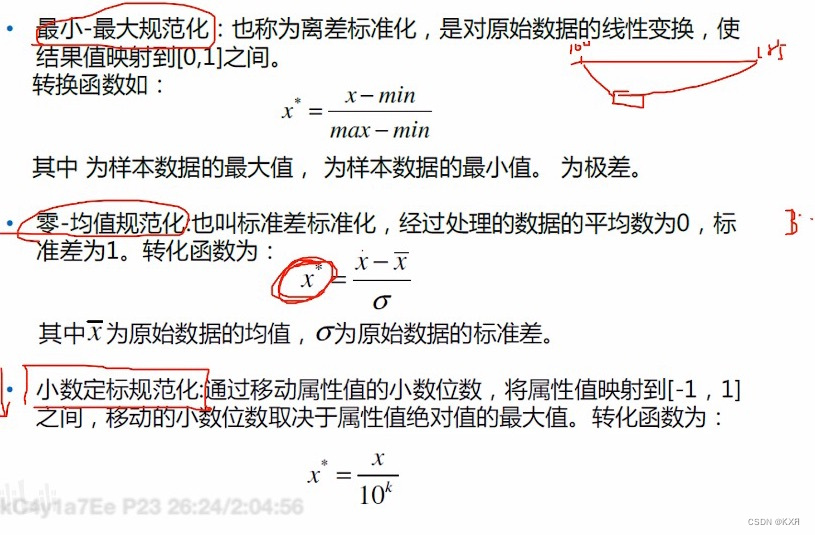 • 最小-最大规范化：也称为离差标准化，是对原始数据的线性变换，使
结果值映射到[0,1]之间。
转换函数如：
x* = (x − min) / (max − min)
100
185
其中 为样本数据的最大值， 为样本数据的最小值。 为极差。
• 零-均值规范化:也叫标准差标准化，经过处理的数据的平均数为0，标
准差为1。转化函数为：
x* = (x − x̄) / σ
其中x̄为原始数据的均值，σ为原始数据的标准差。
• 小数定标规范化:通过移动属性值的小数位数，将属性值映射到[-1，1]
之间，移动的小数位数取决于属性值绝对值的最大值。转化函数为：
x* = x / 10ᵏ
kC4y1a7Ee P23 26:24/2:04:56
CSDN @KXЯ